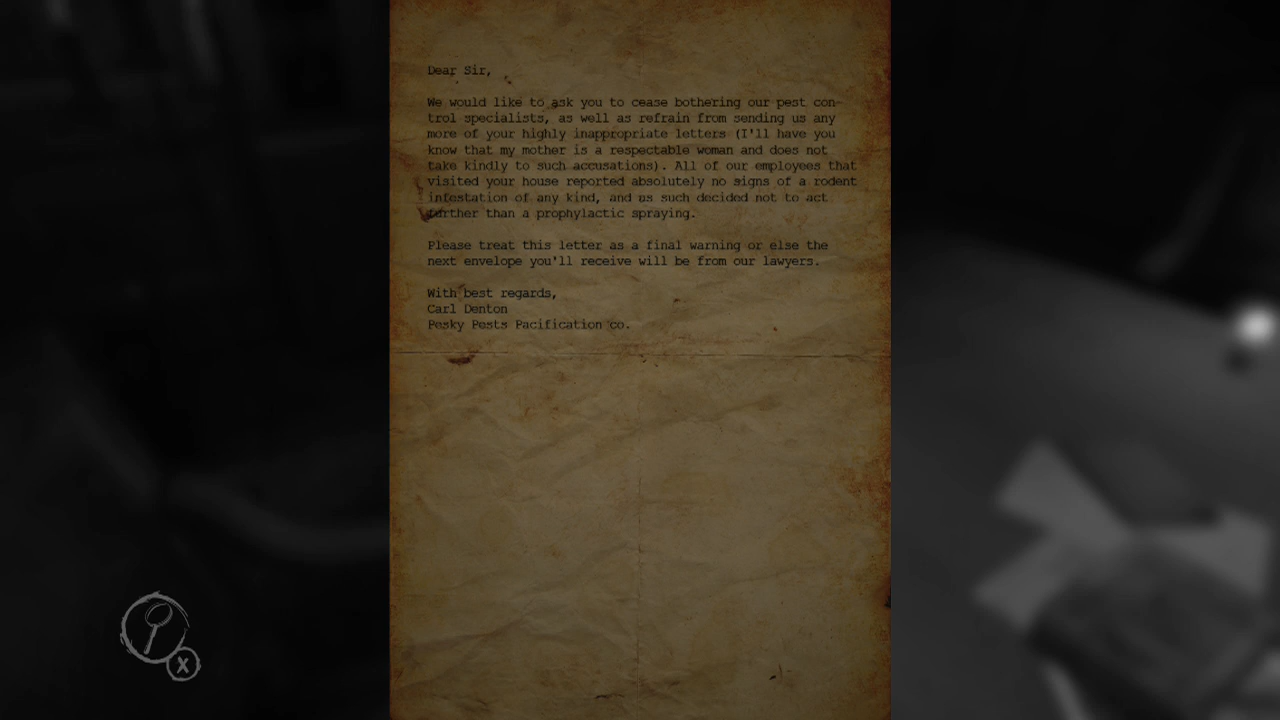 Dear Sir,
We would like to ask you to cease bothering our pest con-
trol specialists, as well as refrain from sending us any
more of your highly inappropriate letters (I'll have you
know that my mother is a respectable woman and does not
take kindly to such accusations). All of our employees that
visited your house reported absolutely no signs of a rodent
infestation of any kind, and as such decided not to act
further than a prophylactic spraying.
Please treat this letter as a final warning or else the
next envelope you'll receive will be from our lawyers.
With best regards,
Carl Denton
Pesky Pests Pacification co.
X